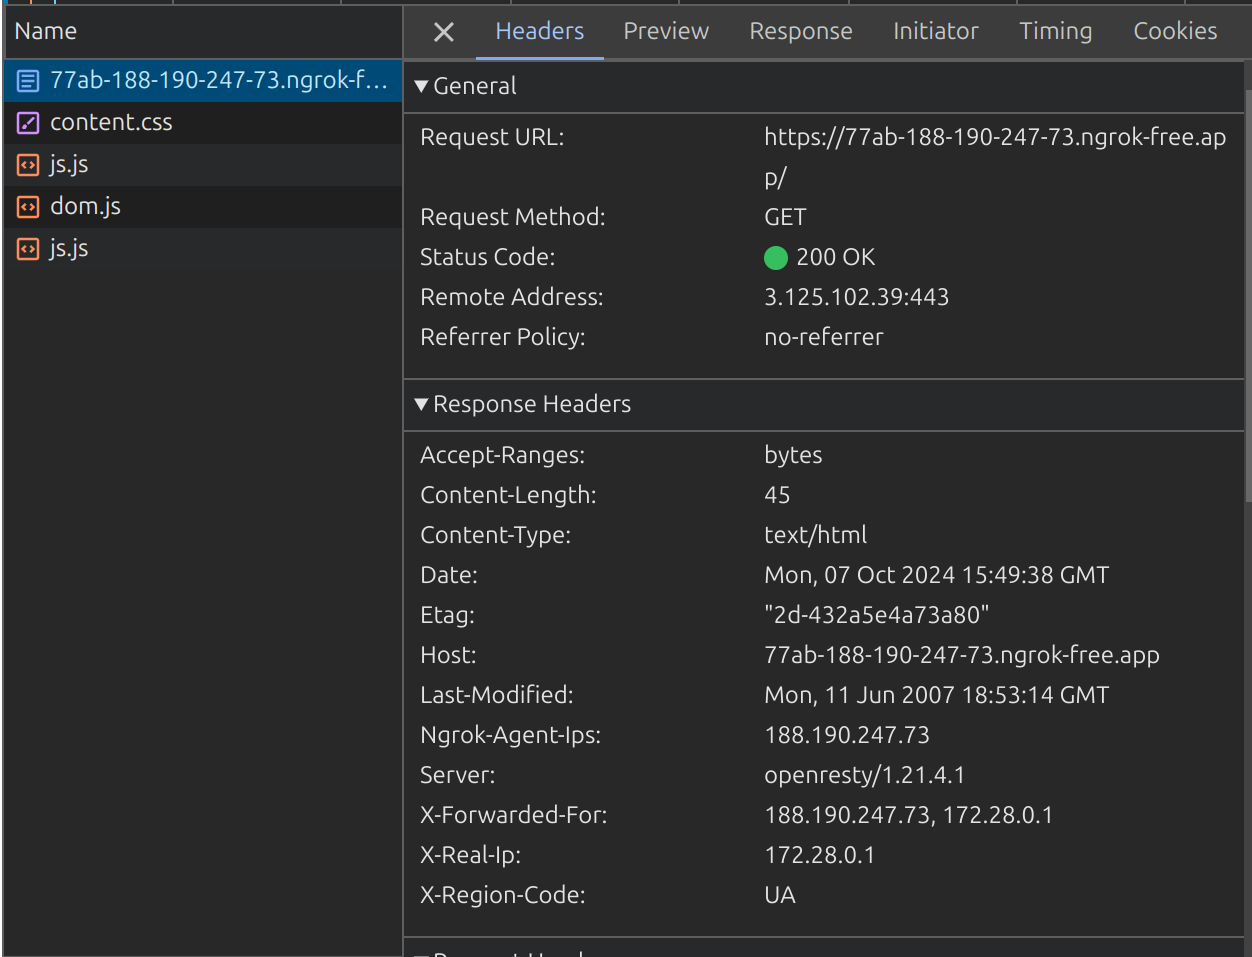 Name
Headers Preview Response Initiator Timing Cookies
77ab-188-190-247-73.ngrok-f…
content.css
js.js
dom.js
js.js
General
Request URL: https://77ab-188-190-247-73.ngrok-free.ap
p/
Request Method: GET
Status Code: 200 OK
Remote Address: 3.125.102.39:443
Referrer Policy: no-referrer
Response Headers
Accept-Ranges: bytes
Content-Length: 45
Content-Type: text/html
Date: Mon, 07 Oct 2024 15:49:38 GMT
Etag: "2d-432a5e4a73a80"
Host: 77ab-188-190-247-73.ngrok-free.app
Last-Modified: Mon, 11 Jun 2007 18:53:14 GMT
Ngrok-Agent-Ips: 188.190.247.73
Server: openresty/1.21.4.1
X-Forwarded-For: 188.190.247.73, 172.28.0.1
X-Real-Ip: 172.28.0.1
X-Region-Code: UA